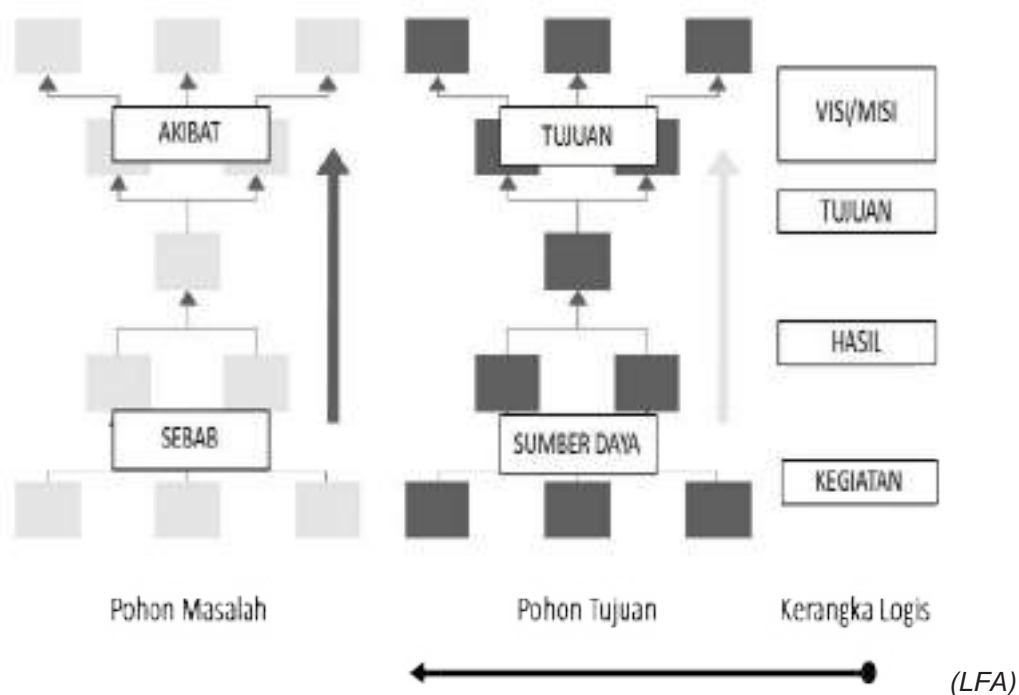 AKIBAT
SEBAB
Pohon Masalah
TUJUAN
SUMBER DAYA
Pohon Tujuan
VISI/MISI
TUJUAN
HASIL
KEGIATAN
Kerangka Logis
(LFA)